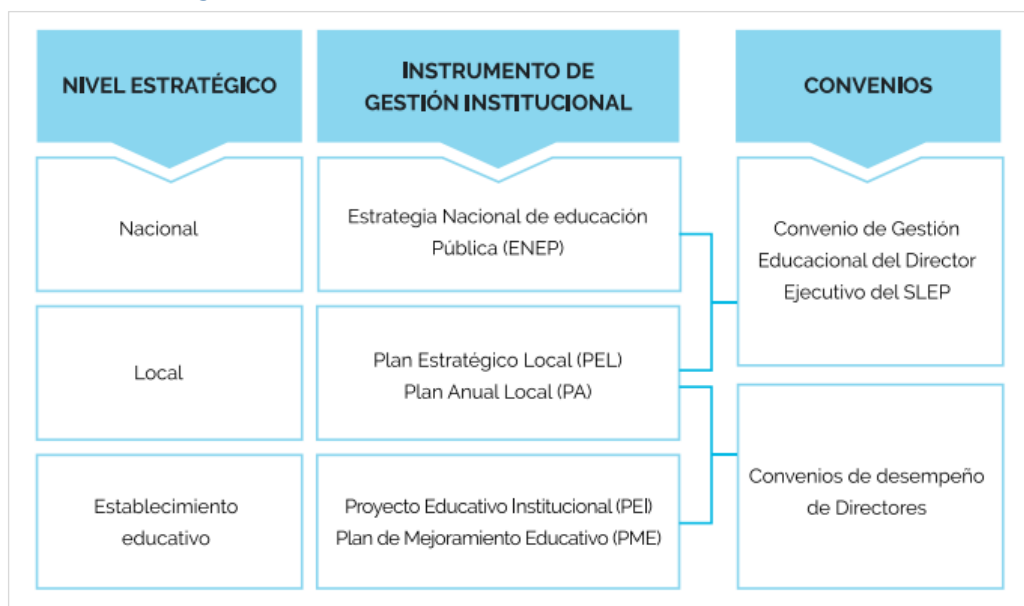 NIVEL ESTRATÉGICO
INSTRUMENTO DE
GESTIÓN INSTITUCIONAL
CONVENIOS
Nacional
Estrategia Nacional de educación
Pública (ENEP)
Convenio de Gestión
Educacional del Director
Ejecutivo del SLEP
Local
Plan Estratégico Local (PEL)
Plan Anual Local (PA)
Establecimiento
educativo
Proyecto Educativo Institucional (PEI)
Plan de Mejoramiento Educativo (PME)
Convenios de desempeño
de Directores